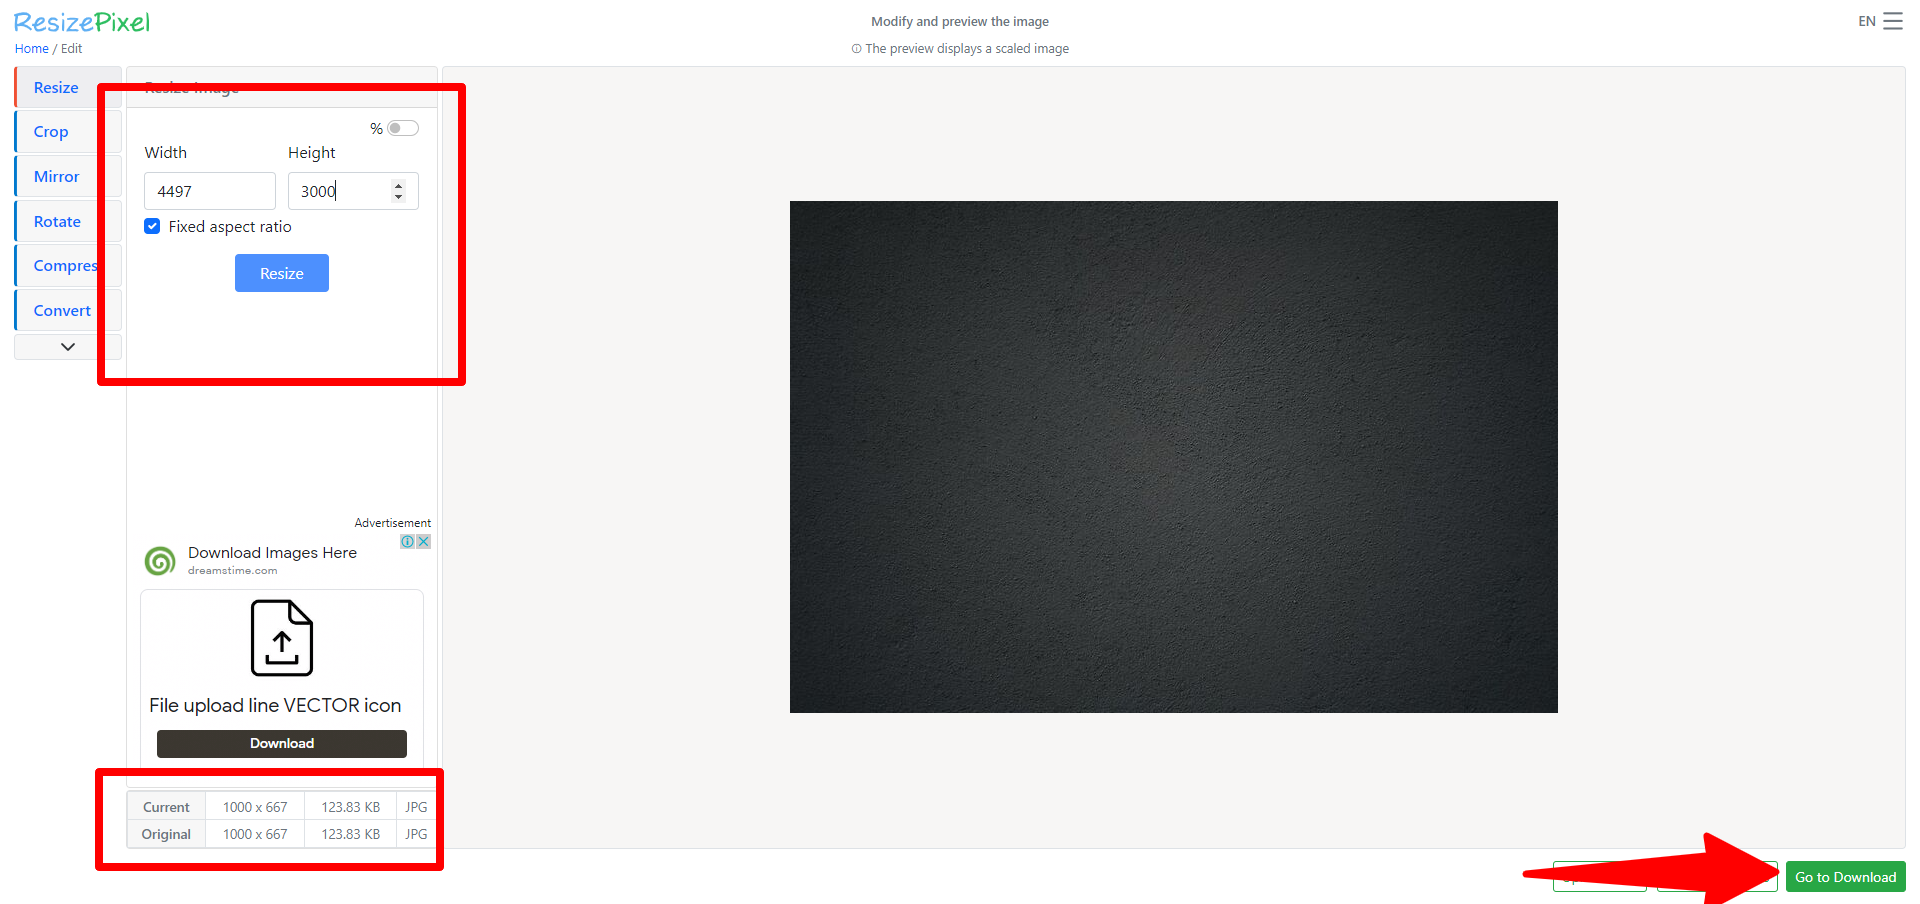 ResizePixel
Modify and preview the image
EN
Home / Edit
The preview displays a scaled image
Resize
Crop
Mirror
Rotate
Compres
Convert
Resize Image
%
Width Height
4497 3000
Fixed aspect ratio
Resize
Advertisement
Download Images Here
dreamstime.com
File upload line VECTOR icon
Download
Current 1000 x 667 123.83 KB JPG
Original 1000 x 667 123.83 KB JPG
Go to Download